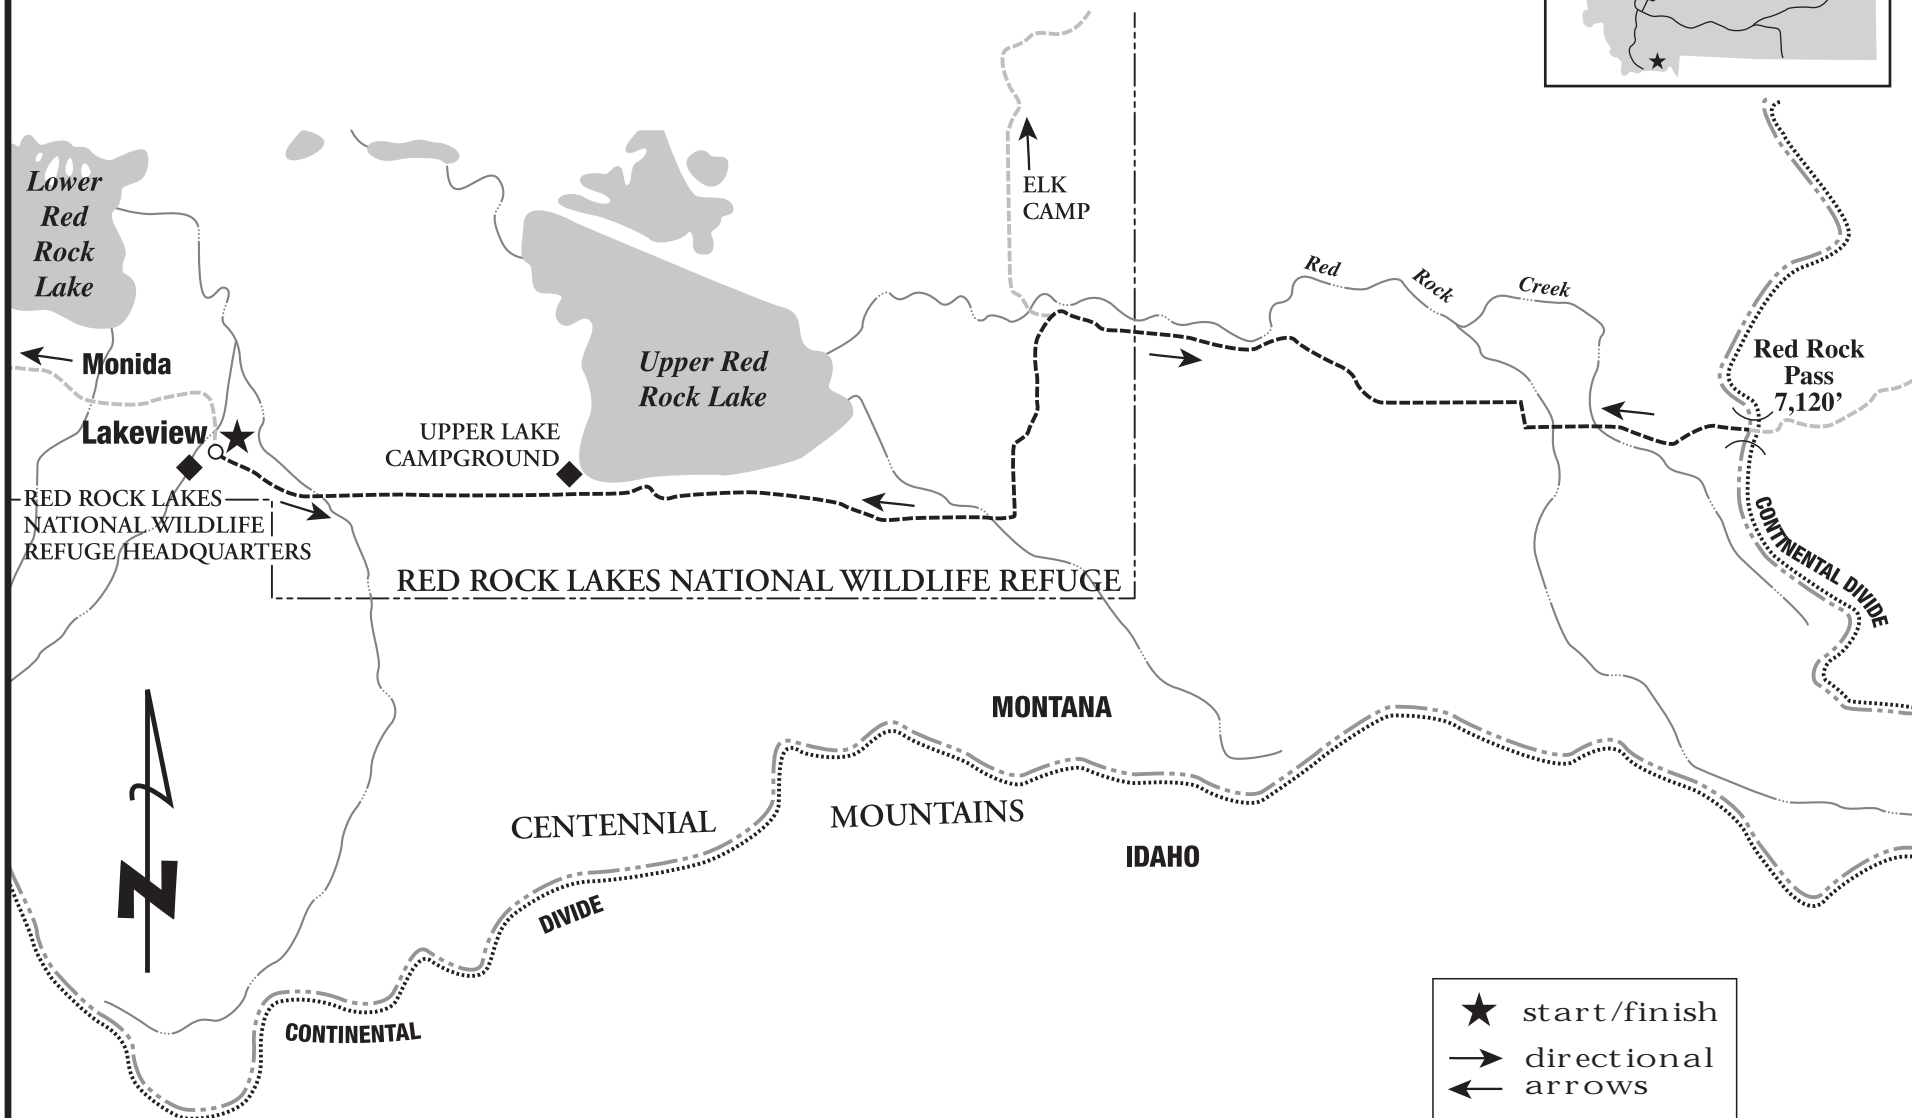 Lower
Red
Rock
Lake
ELK
CAMP
Red Rock Creek
Monida
Upper Red
Rock Lake
Red Rock
Pass
7,120’
Lakeview
UPPER LAKE
CAMPGROUND
RED ROCK LAKES
NATIONAL WILDLIFE
REFUGE HEADQUARTERS
RED ROCK LAKES NATIONAL WILDLIFE REFUGE
CONTINENTAL DIVIDE
MONTANA
CENTENNIAL MOUNTAINS
IDAHO
DIVIDE
CONTINENTAL
N
start/finish
directional
arrows